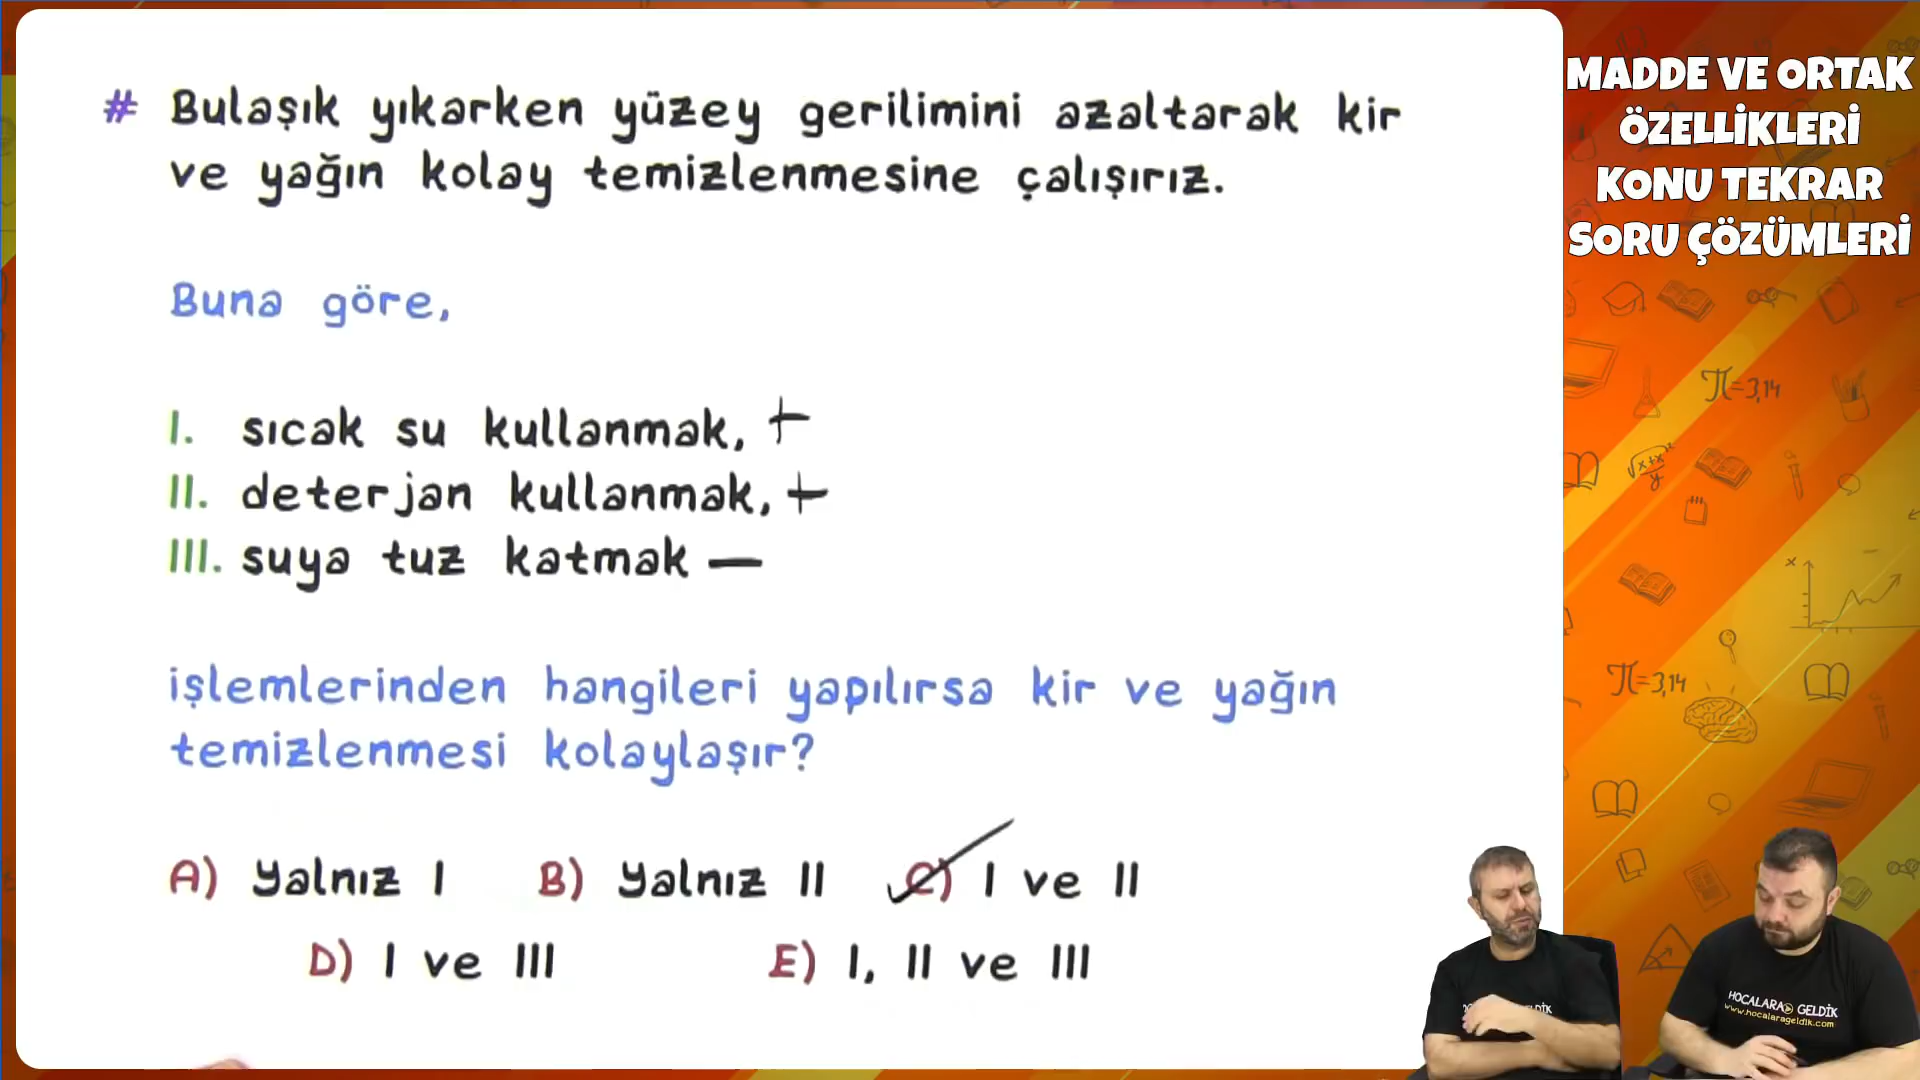 # Bulaşık yıkarken yüzey gerilimini azaltarak kir
ve yağın kolay temizlenmesine çalışırız.
Buna göre,
I. sıcak su kullanmak, +
II. deterjan kullanmak, +
III. suya tuz katmak —
işlemlerinden hangileri yapılırsa kir ve yağın
temizlenmesi kolaylaşır?
A) Yalnız I B) Yalnız II C) I ve II
D) I ve III E) I, II ve III
MADDE VE ORTAK
ÖZELLİKLERİ
KONU TEKRAR
SORU ÇÖZÜMLERİ
π=3,14
π=3,14
HOCALARA GELDİK
www.hocalarageldik.com